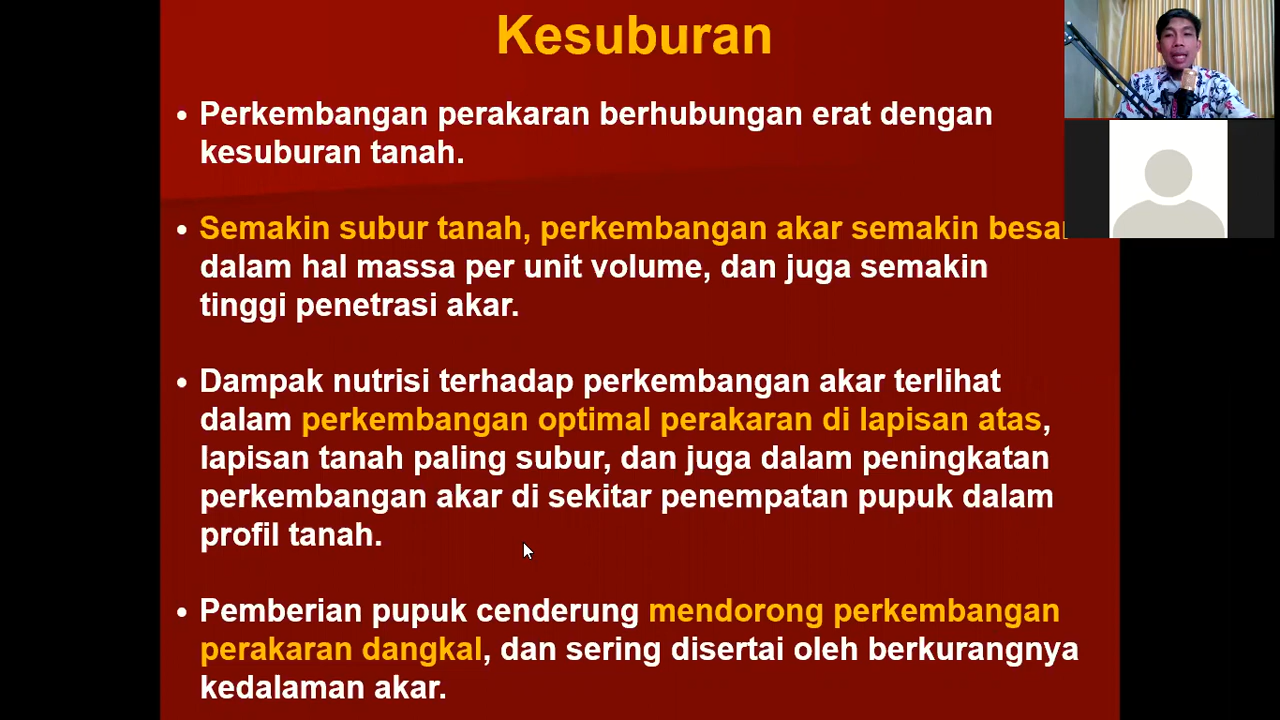 Kesuburan
• Perkembangan perakaran berhubungan erat dengan
kesuburan tanah.
• Semakin subur tanah, perkembangan akar semakin besar
dalam hal massa per unit volume, dan juga semakin
tinggi penetrasi akar.
• Dampak nutrisi terhadap perkembangan akar terlihat
dalam perkembangan optimal perakaran di lapisan atas,
lapisan tanah paling subur, dan juga dalam peningkatan
perkembangan akar di sekitar penempatan pupuk dalam
profil tanah.
• Pemberian pupuk cenderung mendorong perkembangan
perakaran dangkal, dan sering disertai oleh berkurangnya
kedalaman akar.